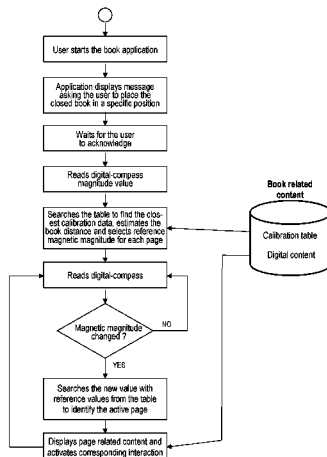 User starts the book application
Application displays message
asking the user to place the
closed book in a specific position
Waits for the user
to acknowledge
Reads digital-compass
magnitude value
Searches the table to find the clos-
est calibration data, estimates the
book distance and selects reference
magnetic magnitude for each page
Reads digital-compass
Magnetic magnitude
changed ?
NO
YES
Searches the new value with
reference values from the table
to identify the active page
Displays page related content and
activates corresponding interaction
Book related
content
Calibration table
Digital content